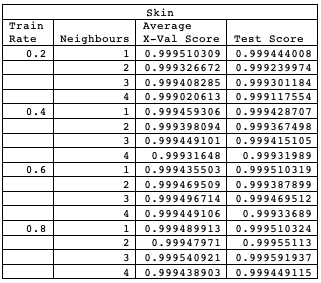 Skin
Train Rate Neighbours Average X-Val Score Test Score
0.2 1 0.999510309 0.999444008
2 0.999326672 0.999239974
3 0.999408285 0.999301184
4 0.999020613 0.999117554
0.4 1 0.999459306 0.999428707
2 0.999398094 0.999367498
3 0.999449101 0.999415105
4 0.99931648 0.99931989
0.6 1 0.999435503 0.999510319
2 0.999469509 0.999387899
3 0.999496714 0.999469512
4 0.999449106 0.99933689
0.8 1 0.999489913 0.999510324
2 0.99947971 0.99955113
3 0.999540921 0.999591937
4 0.999438903 0.999449115